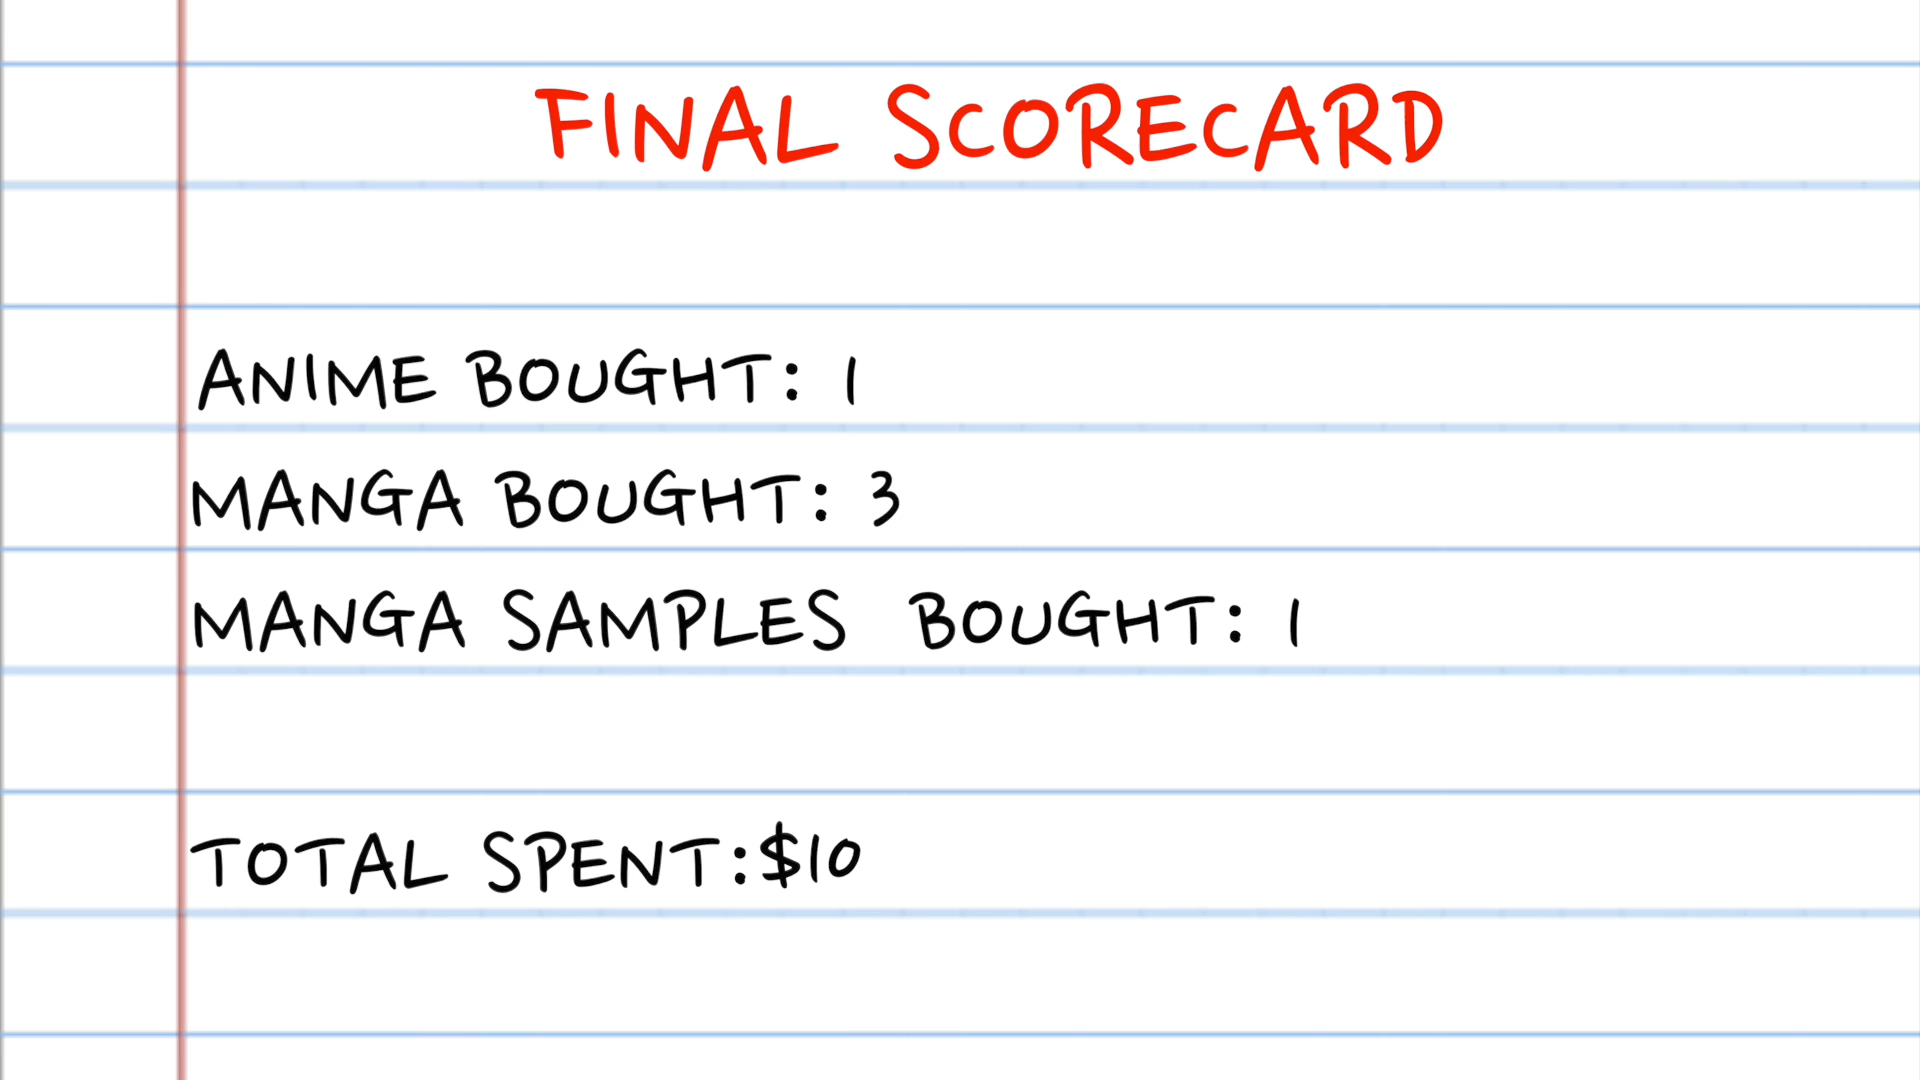 FINAL SCORECARD
ANIME BOUGHT: 1
MANGA BOUGHT: 3
MANGA SAMPLES BOUGHT: 1
TOTAL SPENT:$10